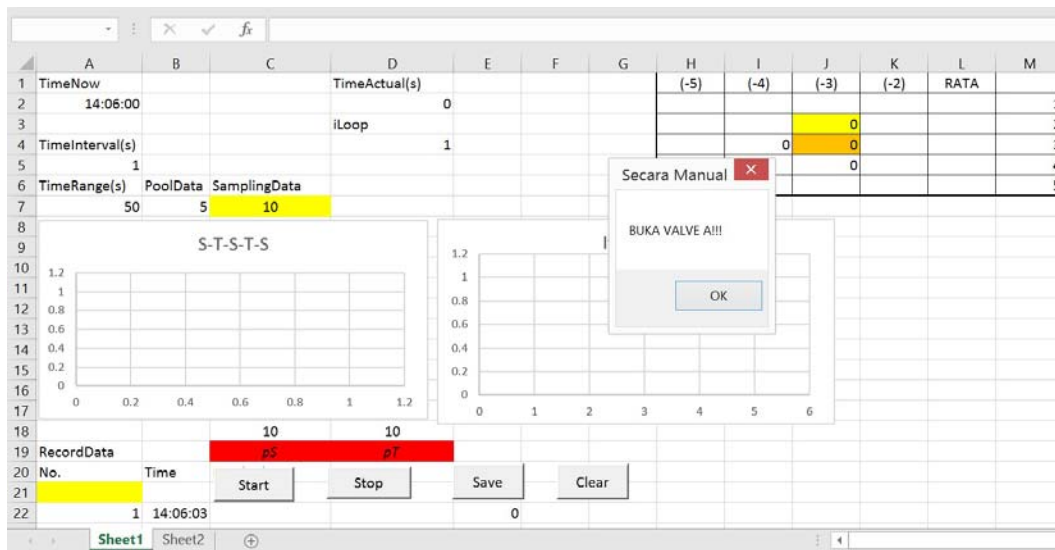 fx
A B C D E F G H I J K L M
1 TimeNow TimeActual(s) (-5) (-4) (-3) (-2) RATA
2 14:06:00 0
3 iLoop 0
4 TimeInterval(s) 1 0 0
5 1 0
6 TimeRange(s) PoolData SamplingData
7 50 5 10
Secara Manual
BUKA VALVE A!!!
OK
8
9 S-T-S-T-S
10
11
12
13
14
15
16
17
1.2
1
0.8
0.6
0.4
0.2
0
0 0.2 0.4 0.6 0.8 1 1.2
1.2
1
0.8
0.6
0.4
0.2
0
0 1 2 3 4 5 6
18 10 10
19 RecordData pS pT
20 No. Time
Start Stop Save Clear
21
22 1 14:06:03 0
Sheet1 Sheet2